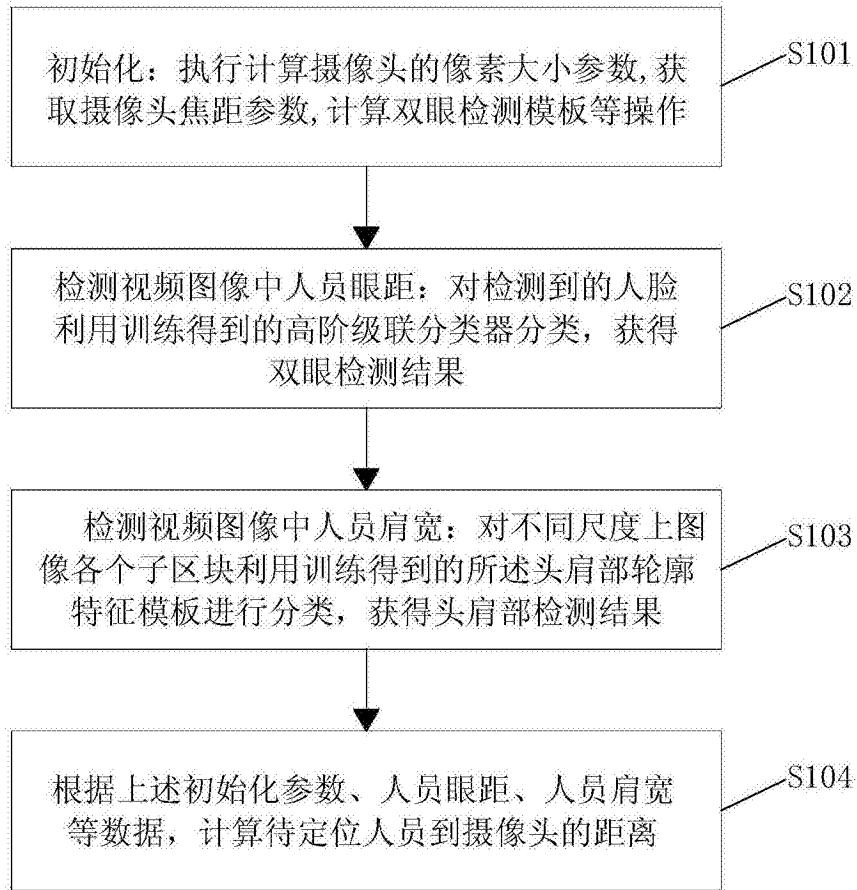 初始化：执行计算摄像头的像素大小参数,获
取摄像头焦距参数,计算双眼检测模板等操作
S101
检测视频图像中人员眼距：对检测到的人脸
利用训练得到的高阶级联分类器分类，获得
双眼检测结果
S102
检测视频图像中人员肩宽：对不同尺度上图
像各个子区块利用训练得到的所述头肩部轮廓
特征模板进行分类，获得头肩部检测结果
S103
根据上述初始化参数、人员眼距、人员肩宽
等数据，计算待定位人员到摄像头的距离
S104